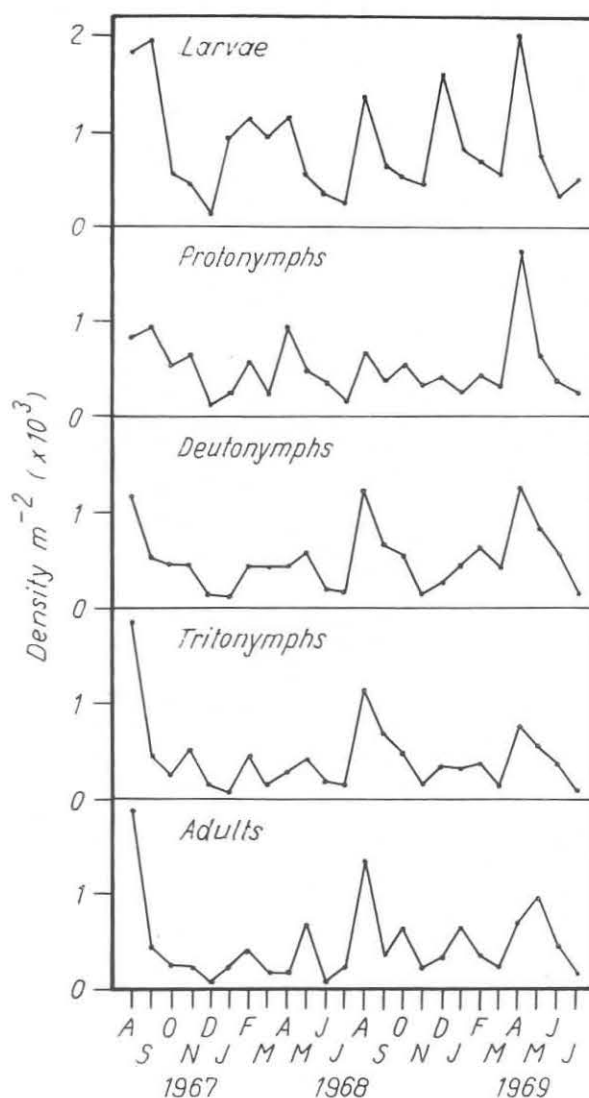 2
Larvae
1
0
Protonymphs
1
0
Deutonymphs
1
0
Tritonymphs
1
0
Adults
1
0
Density m⁻² (x10³)
A O D F A J A O D F A J
S N J M M J S N J M M J
1967 1968 1969